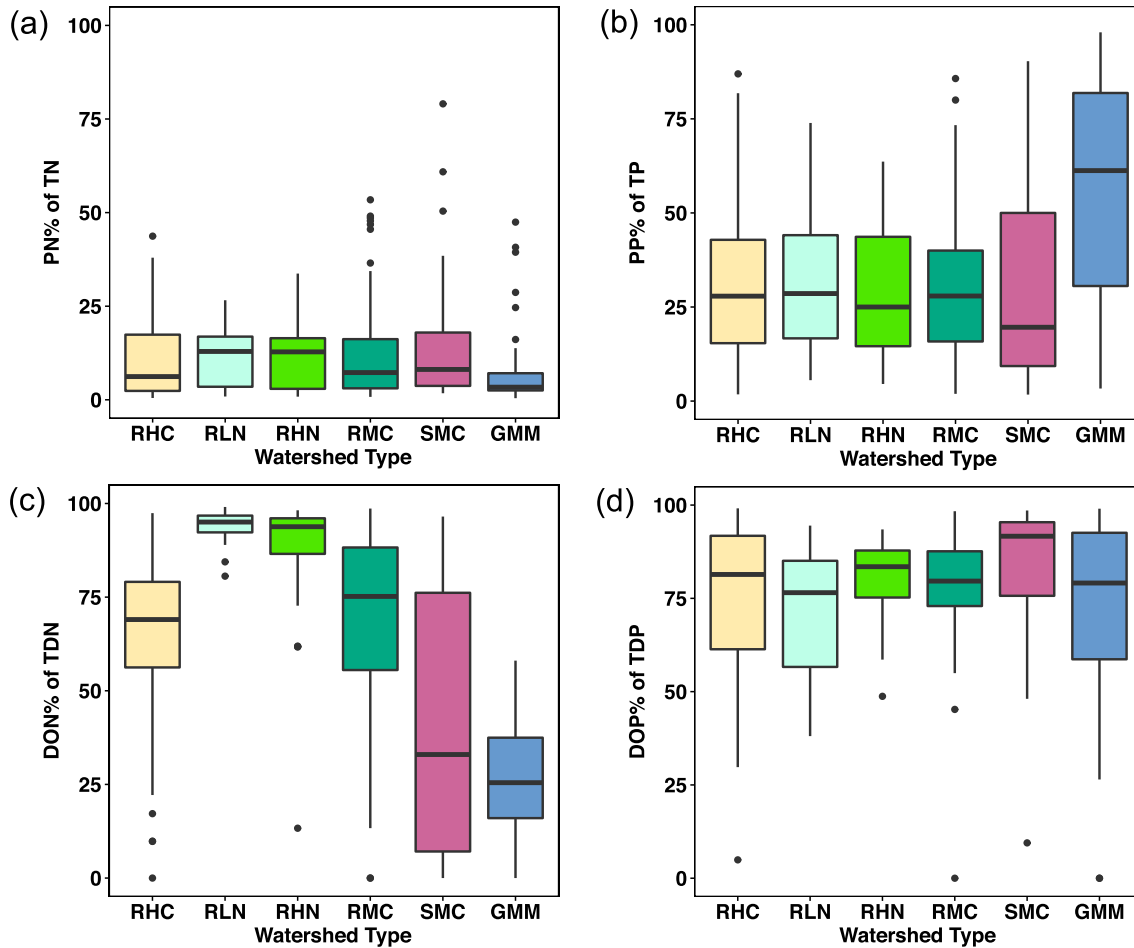 (a)
PN% of TN
100
75
50
25
0
RHC RLN RHN RMC SMC GMM
Watershed Type
(b)
PP% of TP
100
75
50
25
0
RHC RLN RHN RMC SMC GMM
Watershed Type
(c)
DON% of TDN
100
75
50
25
0
RHC RLN RHN RMC SMC GMM
Watershed Type
(d)
DOP% of TDP
100
75
50
25
0
RHC RLN RHN RMC SMC GMM
Watershed Type